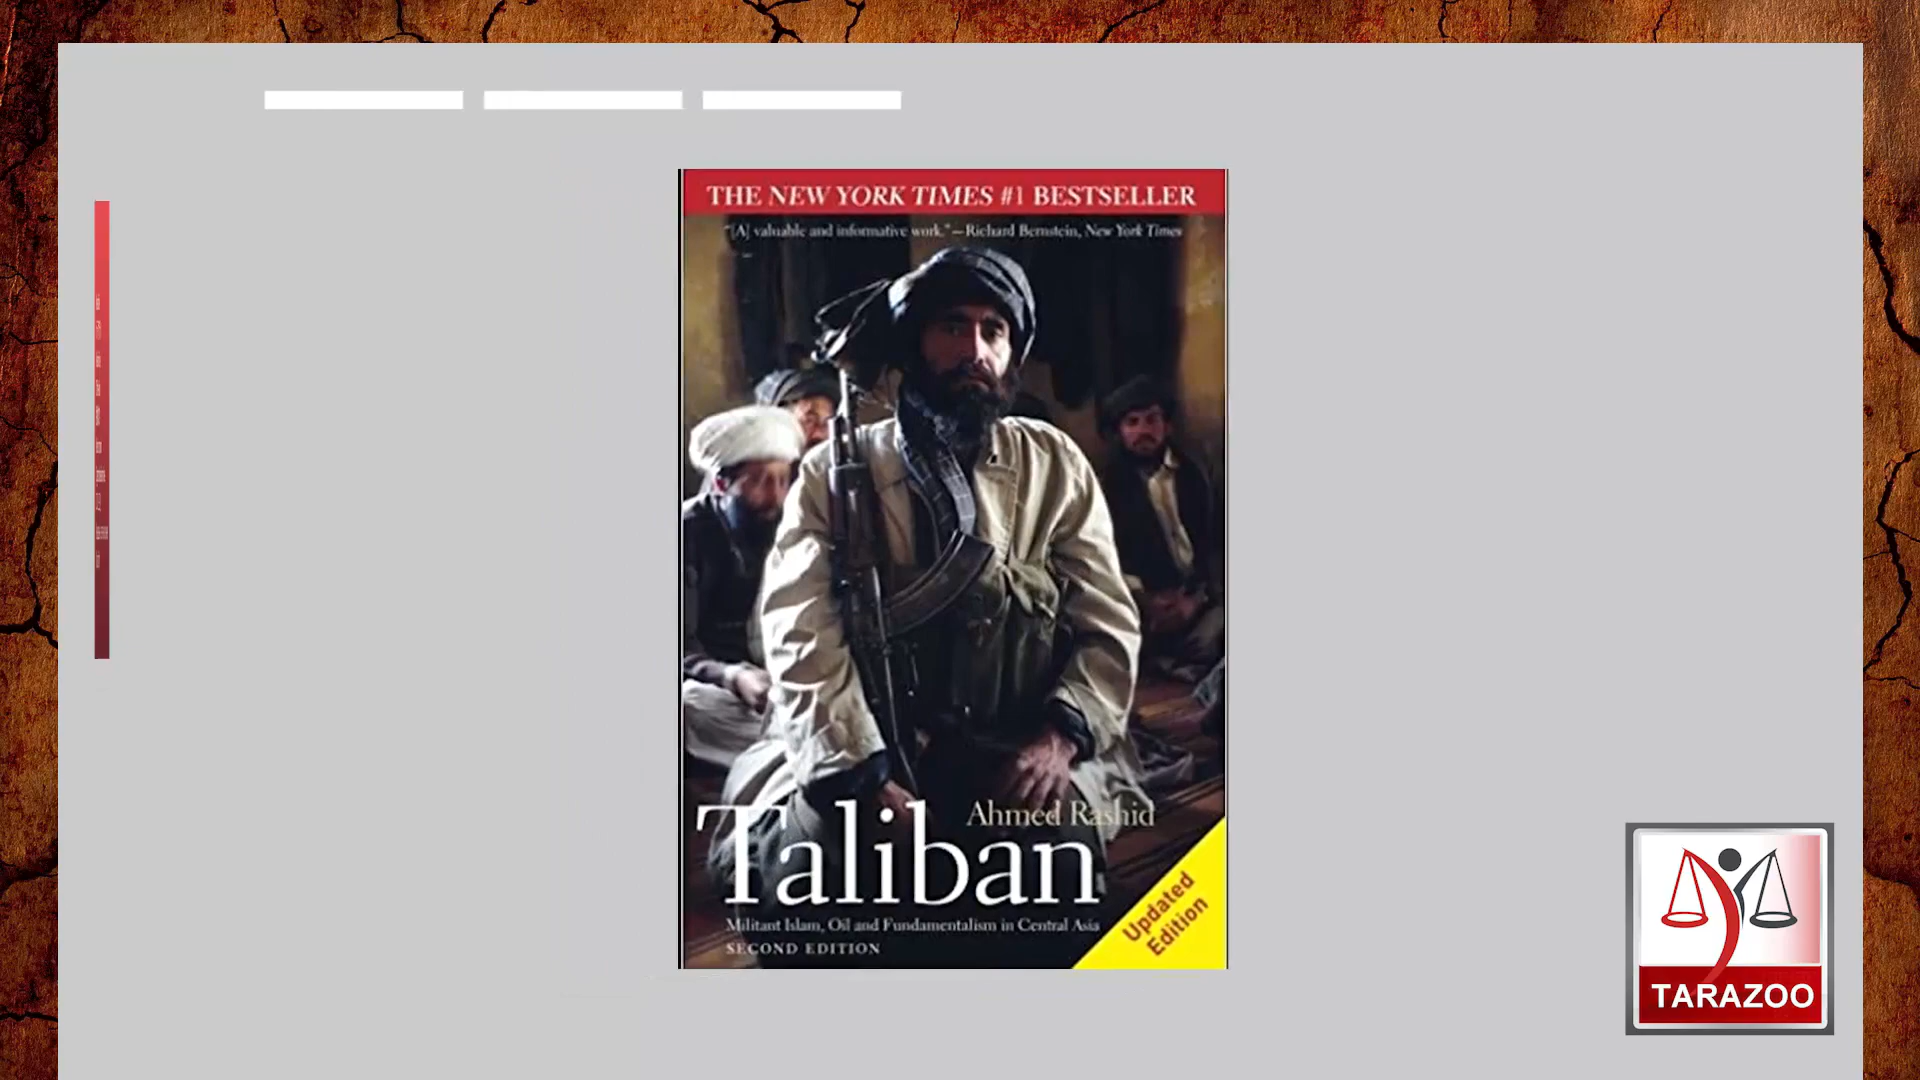 THE NEW YORK TIMES #1 BESTSELLER
"[A] valuable and informative work."—Richard Bernstein, New York Times
Ahmed Rashid
Taliban
Militant Islam, Oil and Fundamentalism in Central Asia
SECOND EDITION
Updated
Edition
TARAZOO